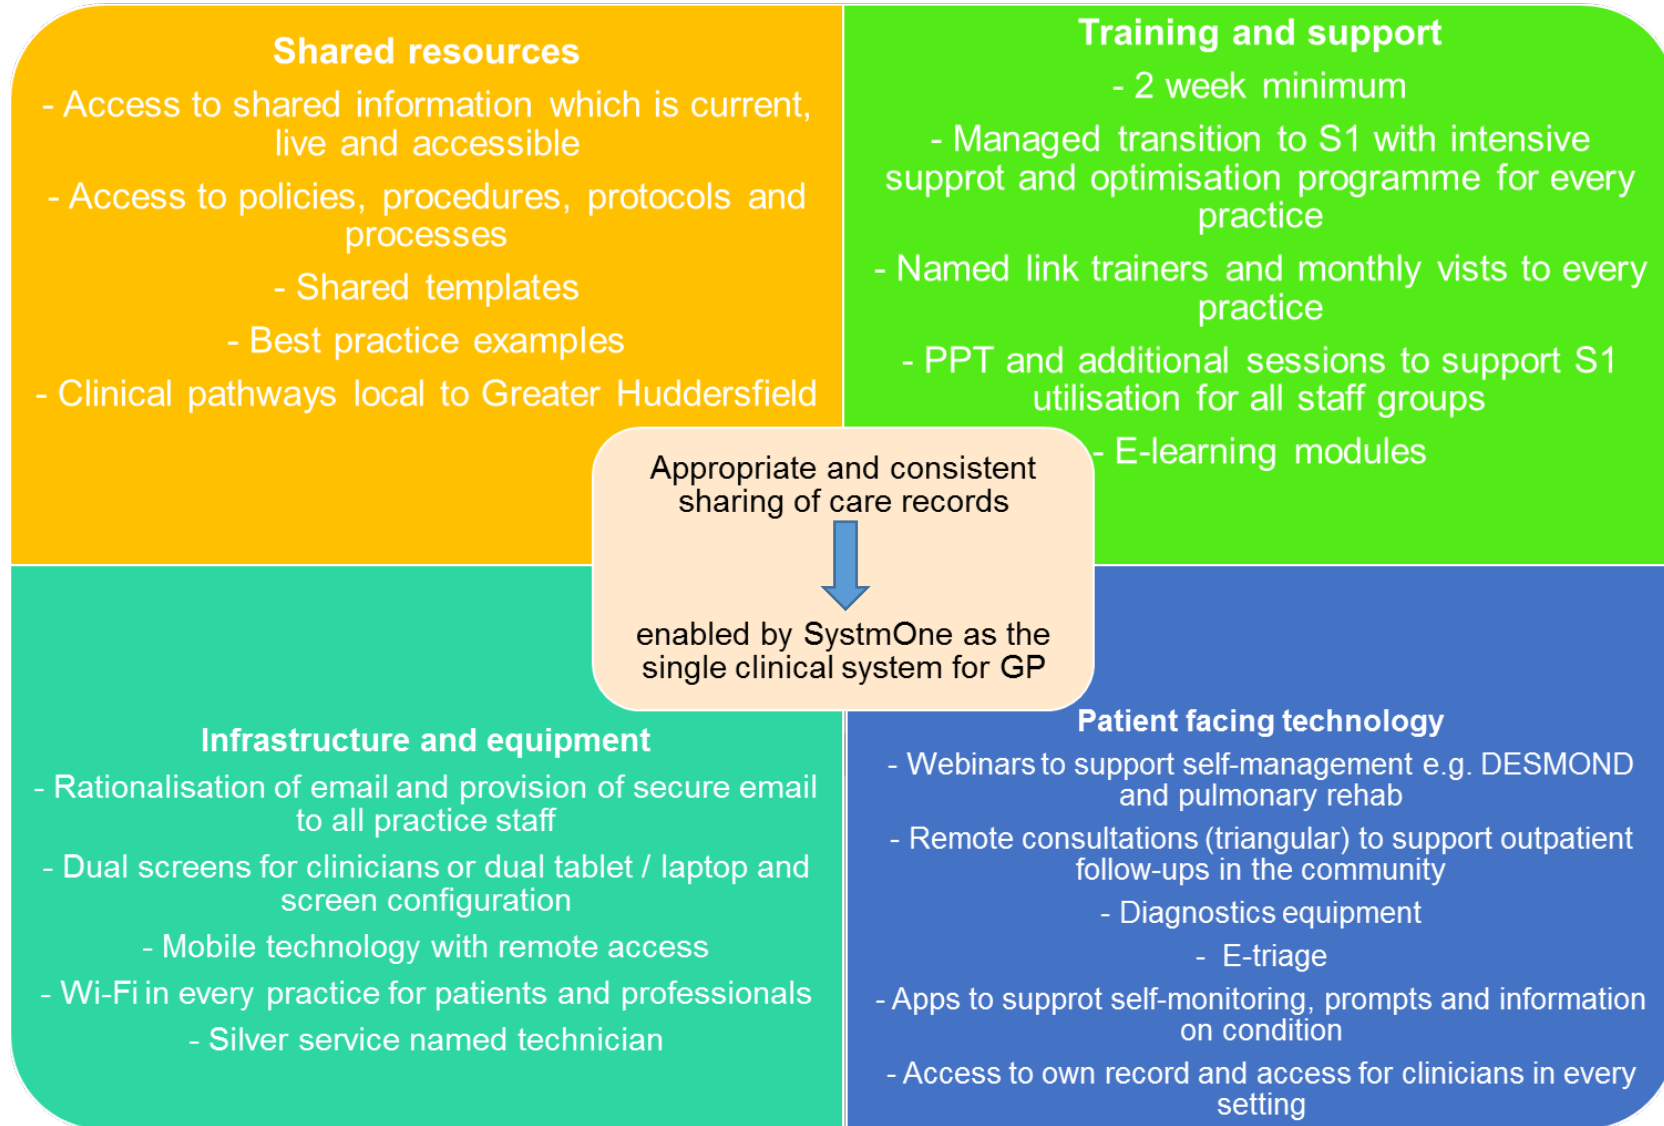 Shared resources
- Access to shared information which is current,
live and accessible
- Access to policies, procedures, protocols and
processes
- Shared templates
- Best practice examples
- Clinical pathways local to Greater Huddersfield
Training and support
- 2 week minimum
- Managed transition to S1 with intensive
supprot and optimisation programme for every
practice
- Named link trainers and monthly vists to every
practice
- PPT and additional sessions to support S1
utilisation for all staff groups
- E-learning modules
Appropriate and consistent
sharing of care records
enabled by SystmOne as the
single clinical system for GP
Infrastructure and equipment
- Rationalisation of email and provision of secure email
to all practice staff
- Dual screens for clinicians or dual tablet / laptop and
screen configuration
- Mobile technology with remote access
- Wi-Fi in every practice for patients and professionals
- Silver service named technician
Patient facing technology
- Webinars to support self-management e.g. DESMOND
and pulmonary rehab
- Remote consultations (triangular) to support outpatient
follow-ups in the community
- Diagnostics equipment
- E-triage
- Apps to supprot self-monitoring, prompts and information
on condition
- Access to own record and access for clinicians in every
setting